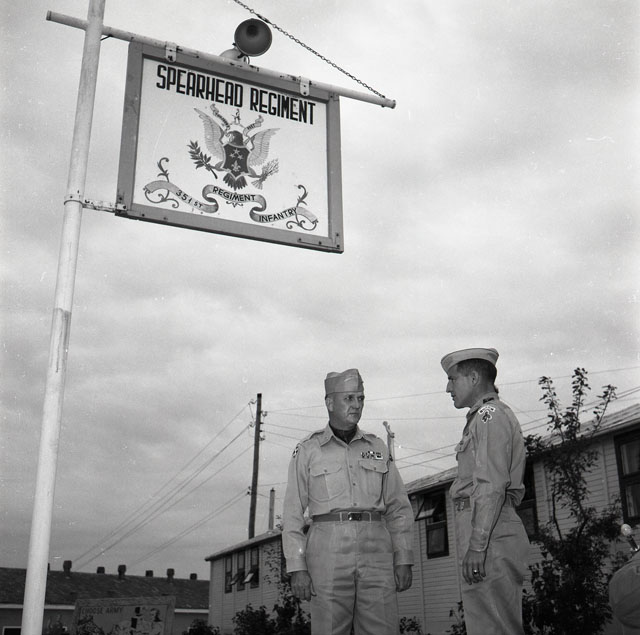 SPEARHEAD REGIMENT
351 ST REGIMENT INFANTRY